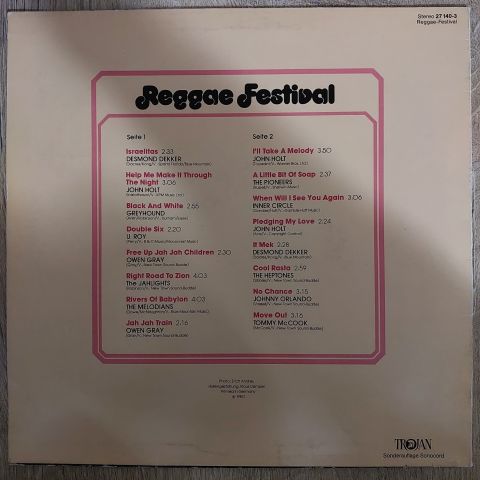 Stereo 27 140-3
Reggae-Festival
Reggae Festival
Seite 1
Israelitas 2:33
DESMOND DEKKER
Help Me Make It Through
The Night 3:06
JOHN HOLT
Black And White 2:55
GREYHOUND
Double Six 2:20
U. ROY
Free Up Jah Jah Children 2:30
OWEN GRAY
Right Road To Zion 4:03
The JAHLIGHTS
Rivers Of Babylon 4:03
THE MELODIANS
Jah Jah Train 2:16
OWEN GRAY
Seite 2
I'll Take A Melody 3:50
JOHN HOLT
A Little Bit Of Soap 2:37
THE PIONEERS
When Will I See You Again 3:06
INNER CIRCLE
Pledging My Love 2:24
JOHN HOLT
It Mek 2:28
DESMOND DEKKER
Cool Rasta 2:59
THE HEPTONES
No Chance 3:15
JOHNNY ORLANDO
Move Out 3:16
TOMMY McCOOK
TROJAN
Sonderauflage Sonocord